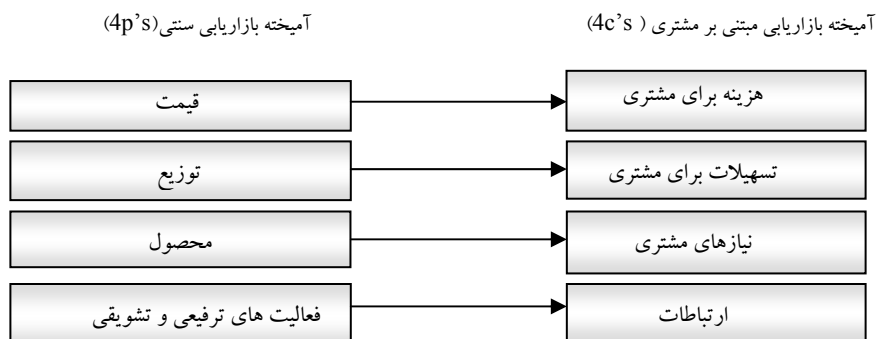 آمیخته بازاریابی مبتنی بر مشتری ( 4c’s)
آمیخته بازاریابی سنتی(4p’s)
هزینه برای مشتری
قیمت
تسهیلات برای مشتری
توزیع
نیازهای مشتری
محصول
ارتباطات
فعالیت های ترفیعی و تشویقی